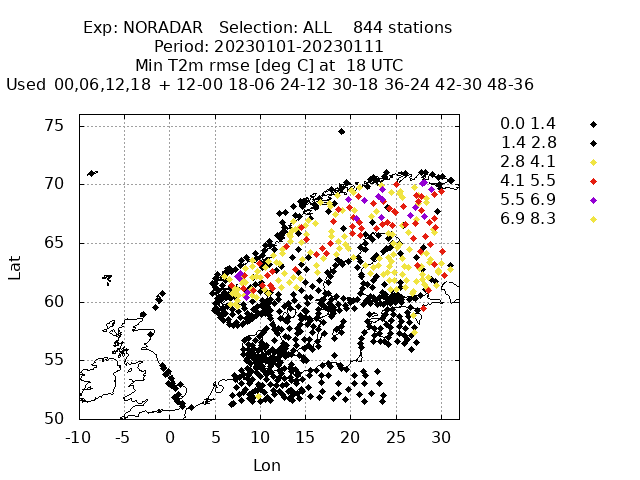 Exp: NORADAR Selection: ALL 844 stations
Period: 20230101-20230111
Min T2m rmse [deg C] at 18 UTC
Used 00,06,12,18 + 12-00 18-06 24-12 30-18 36-24 42-30 48-36
0.0 1.4
1.4 2.8
2.8 4.1
4.1 5.5
5.5 6.9
6.9 8.3
75
70
65
60
55
50
Lat
-10 -5 0 5 10 15 20 25 30
Lon